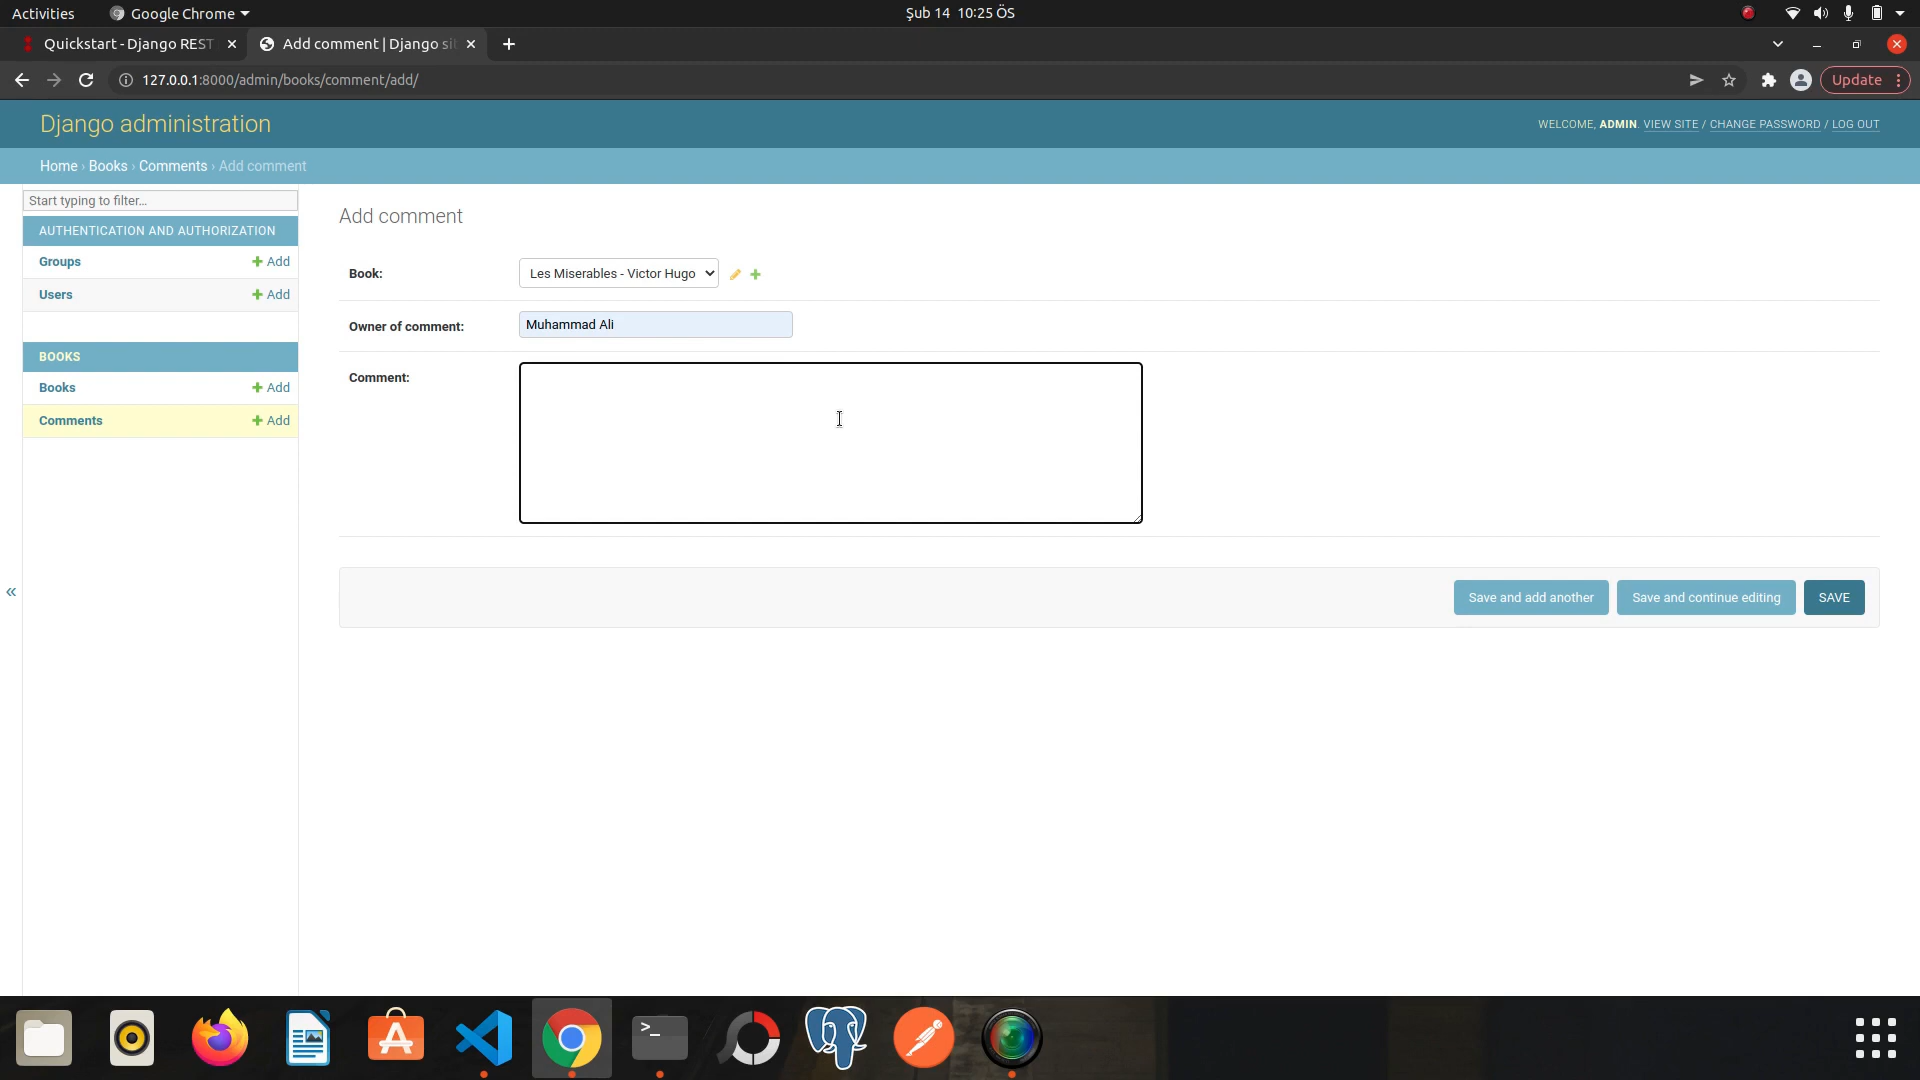 Activities
Google Chrome
Şub 14 10:25 ÖS
Quickstart - Django REST
Add comment | Django sit
127.0.0.1:8000/admin/books/comment/add/
Update
Django administration
WELCOME, ADMIN. VIEW SITE / CHANGE PASSWORD / LOG OUT
Home › Books › Comments › Add comment
Start typing to filter...
AUTHENTICATION AND AUTHORIZATION
Groups
+ Add
Users
+ Add
BOOKS
Books
+ Add
Comments
+ Add
«
Add comment
Book:
Les Miserables - Victor Hugo
Owner of comment:
Muhammad Ali
Comment:
Save and add another
Save and continue editing
SAVE
>_